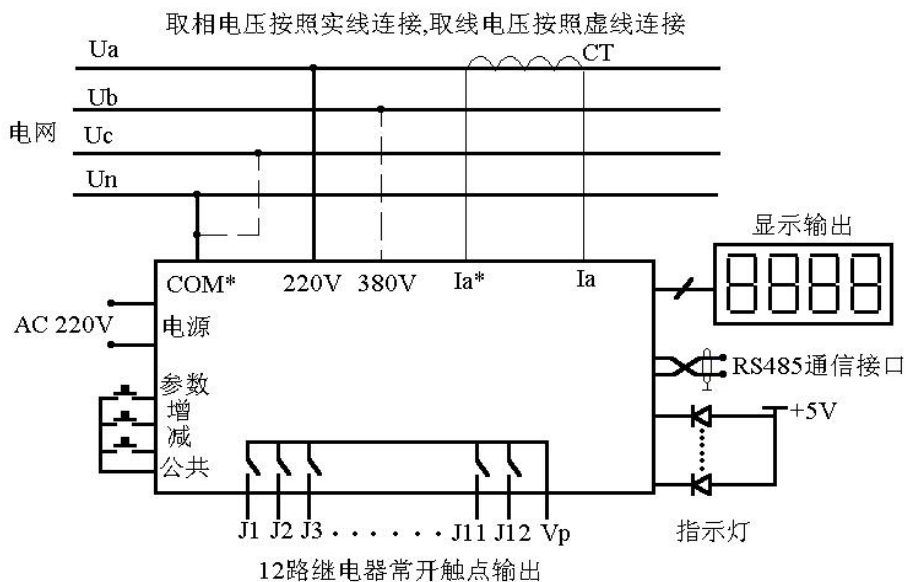 取相电压按照实线连接,取线电压按照虚线连接
Ua
CT
Ub
电网
Uc
Un
显示输出
COM* 220V 380V Ia* Ia
8888
AC 220V
电源
RS485通信接口
参数
增
减
公共
+5V
J1 J2 J3 · · · · · · J11 J12 Vp
指示灯
12路继电器常开触点输出